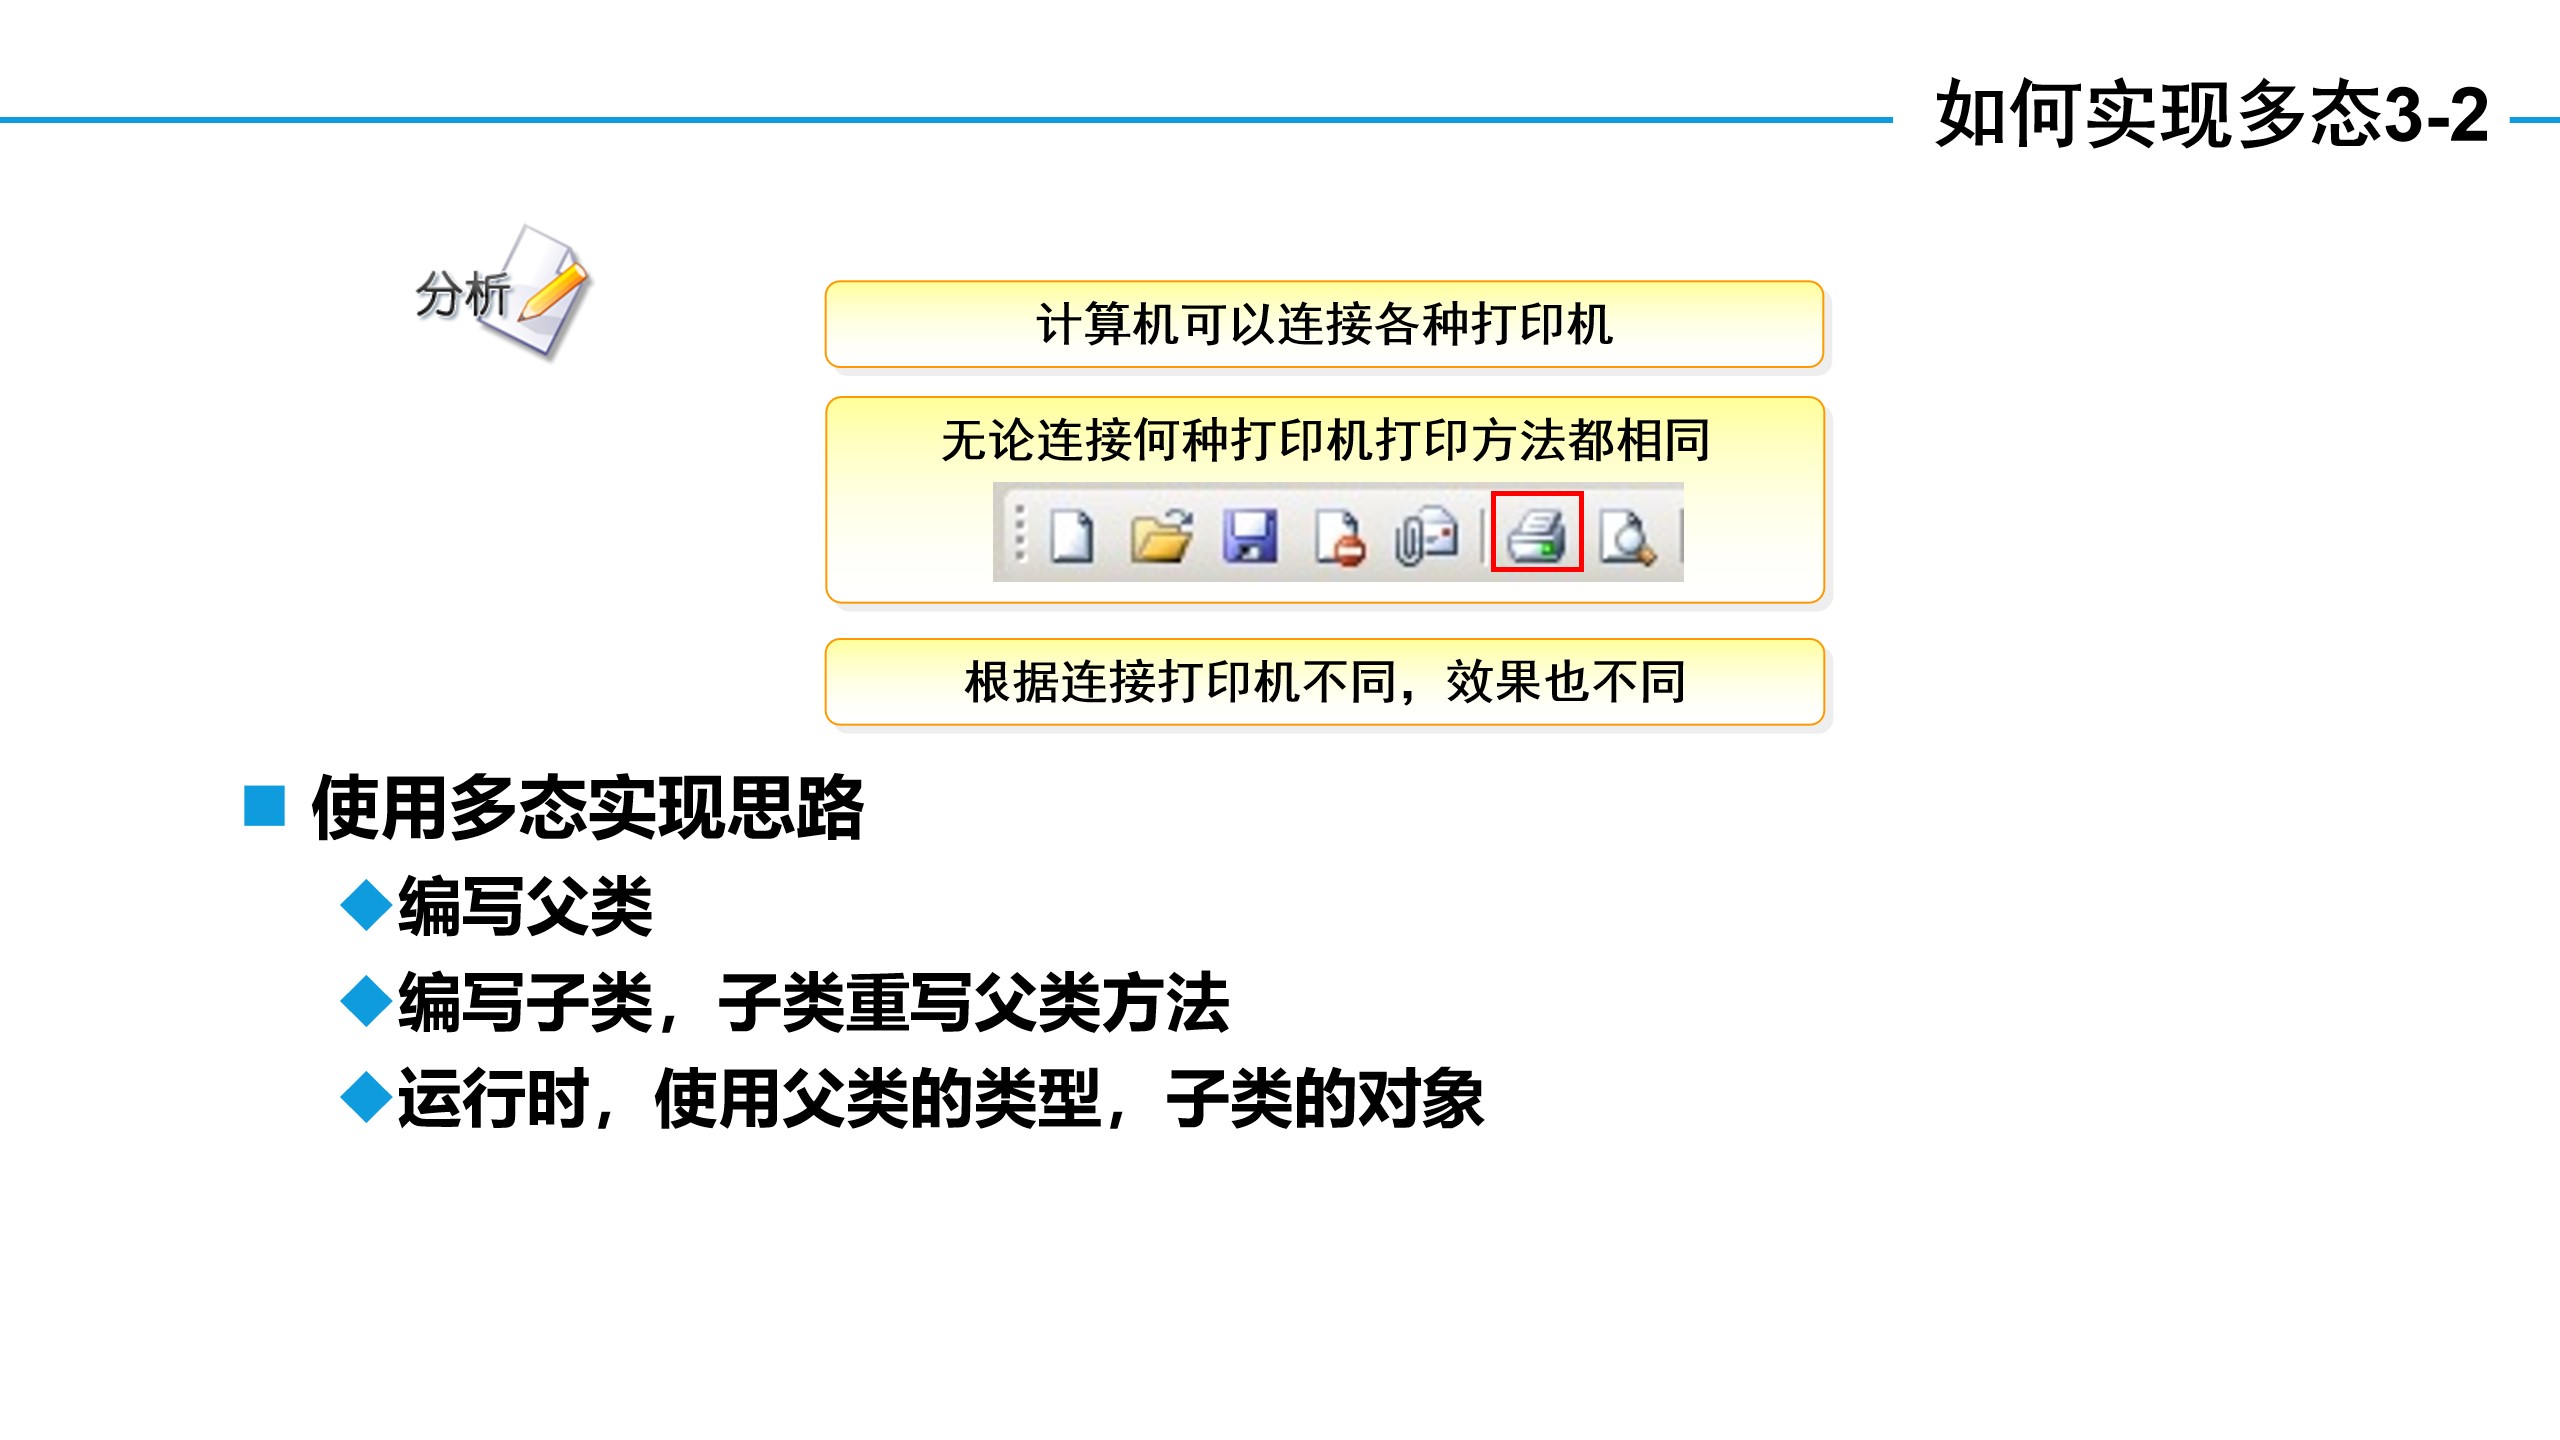 如何实现多态3-2
分析
计算机可以连接各种打印机
无论连接何种打印机打印方法都相同
根据连接打印机不同，效果也不同
使用多态实现思路
编写父类
编写子类，子类重写父类方法
运行时，使用父类的类型，子类的对象